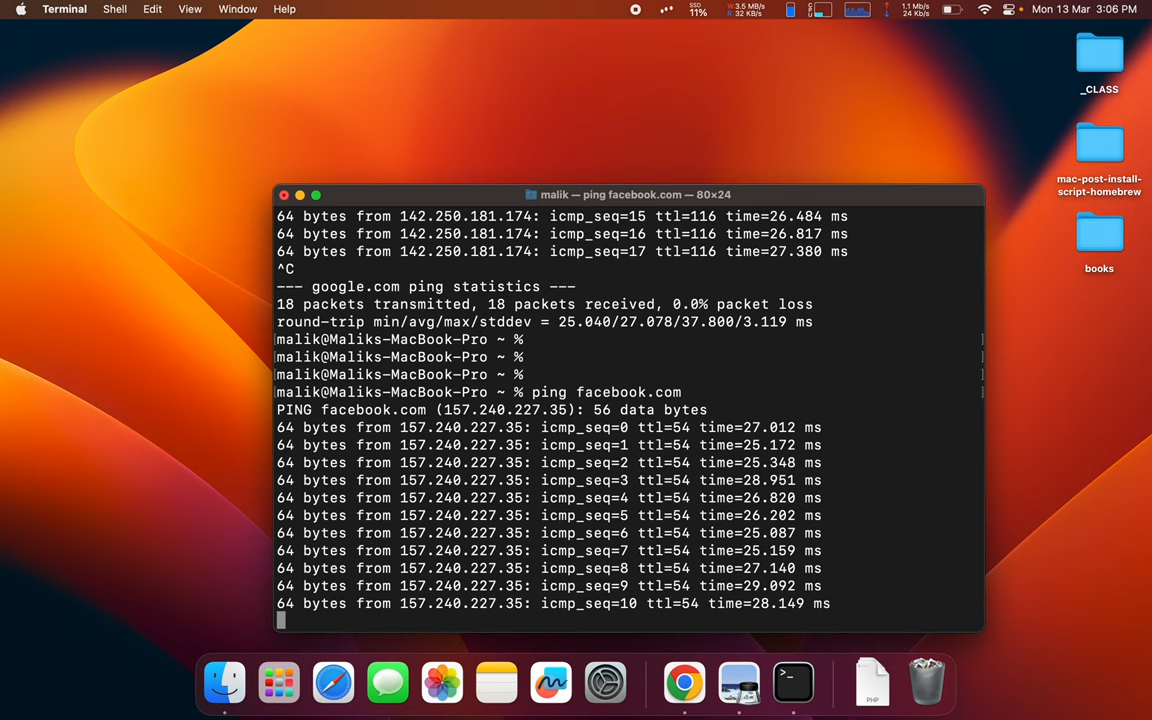 Terminal Shell Edit View Window Help SSD 11% W 3.5 MB/s R 32 KB/s CPU 1.1 Mb/s 24 Kb/s Mon 13 Mar 3:06 PM
_CLASS
mac-post-install-
script-homebrew
books
malik — ping facebook.com — 80×24
64 bytes from 142.250.181.174: icmp_seq=15 ttl=116 time=26.484 ms
64 bytes from 142.250.181.174: icmp_seq=16 ttl=116 time=26.817 ms
64 bytes from 142.250.181.174: icmp_seq=17 ttl=116 time=27.380 ms
^C
--- google.com ping statistics ---
18 packets transmitted, 18 packets received, 0.0% packet loss
round-trip min/avg/max/stddev = 25.040/27.078/37.800/3.119 ms
[malik@Maliks-MacBook-Pro ~ % ]
[malik@Maliks-MacBook-Pro ~ % ]
[malik@Maliks-MacBook-Pro ~ % ]
[malik@Maliks-MacBook-Pro ~ % ping facebook.com ]
PING facebook.com (157.240.227.35): 56 data bytes
64 bytes from 157.240.227.35: icmp_seq=0 ttl=54 time=27.012 ms
64 bytes from 157.240.227.35: icmp_seq=1 ttl=54 time=25.172 ms
64 bytes from 157.240.227.35: icmp_seq=2 ttl=54 time=25.348 ms
64 bytes from 157.240.227.35: icmp_seq=3 ttl=54 time=28.951 ms
64 bytes from 157.240.227.35: icmp_seq=4 ttl=54 time=26.820 ms
64 bytes from 157.240.227.35: icmp_seq=5 ttl=54 time=26.202 ms
64 bytes from 157.240.227.35: icmp_seq=6 ttl=54 time=25.087 ms
64 bytes from 157.240.227.35: icmp_seq=7 ttl=54 time=25.159 ms
64 bytes from 157.240.227.35: icmp_seq=8 ttl=54 time=27.140 ms
64 bytes from 157.240.227.35: icmp_seq=9 ttl=54 time=29.092 ms
64 bytes from 157.240.227.35: icmp_seq=10 ttl=54 time=28.149 ms
>_
PHP